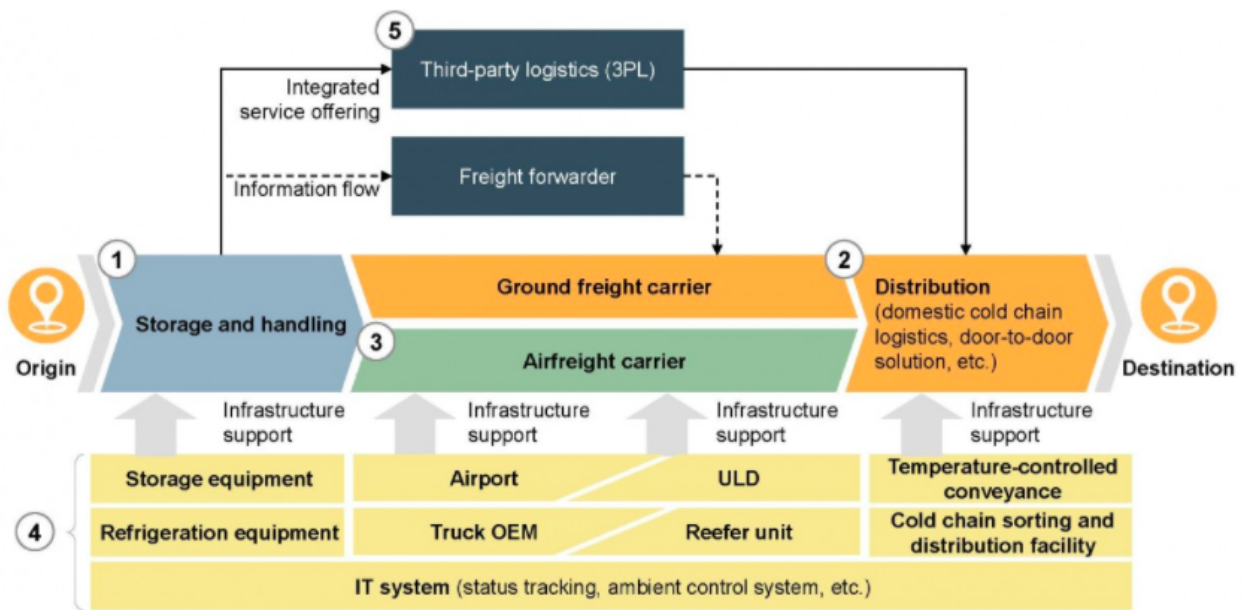 5
Third-party logistics (3PL)
Integrated
service offering
Freight forwarder
Information flow
1
2
Ground freight carrier
Distribution
(domestic cold chain
logistics, door-to-door
solution, etc.)
Storage and handling
3
Airfreight carrier
Origin
Destination
Infrastructure
support
Infrastructure
support
Infrastructure
support
Infrastructure
support
4
Storage equipment
Airport
ULD
Temperature-controlled
conveyance
Refrigeration equipment
Truck OEM
Reefer unit
Cold chain sorting and
distribution facility
IT system (status tracking, ambient control system, etc.)